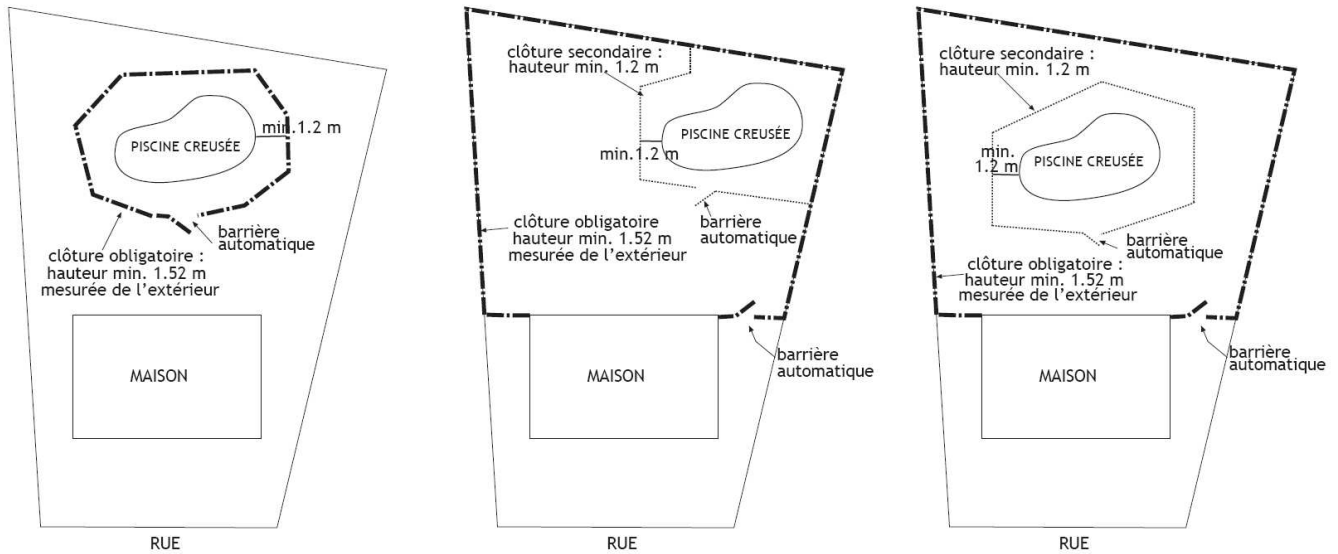 min.1.2 m
PISCINE CREUSÉE
barrière
automatique
clôture obligatoire :
hauteur min. 1.52 m
mesurée de l'extérieur
MAISON
RUE
clôture secondaire :
hauteur min. 1.2 m
PISCINE CREUSÉE
min.1.2 m
clôture obligatoire
hauteur min. 1.52 m
mesurée de l'extérieur
barrière
automatique
barrière
automatique
MAISON
RUE
clôture secondaire :
hauteur min. 1.2 m
min.
1.2 m
PISCINE CREUSÉE
barrière
automatique
clôture obligatoire :
hauteur min. 1.52 m
mesurée de l'extérieur
barrière
automatique
MAISON
RUE